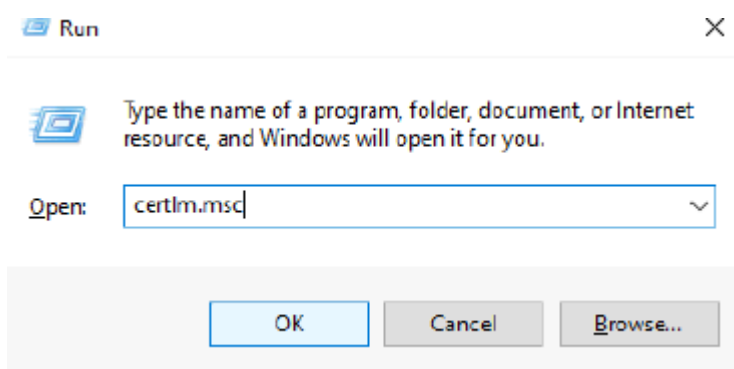 Run
Type the name of a program, folder, document, or Internet
resource, and Windows will open it for you.
Open: certlm.msc
OK Cancel Browse...